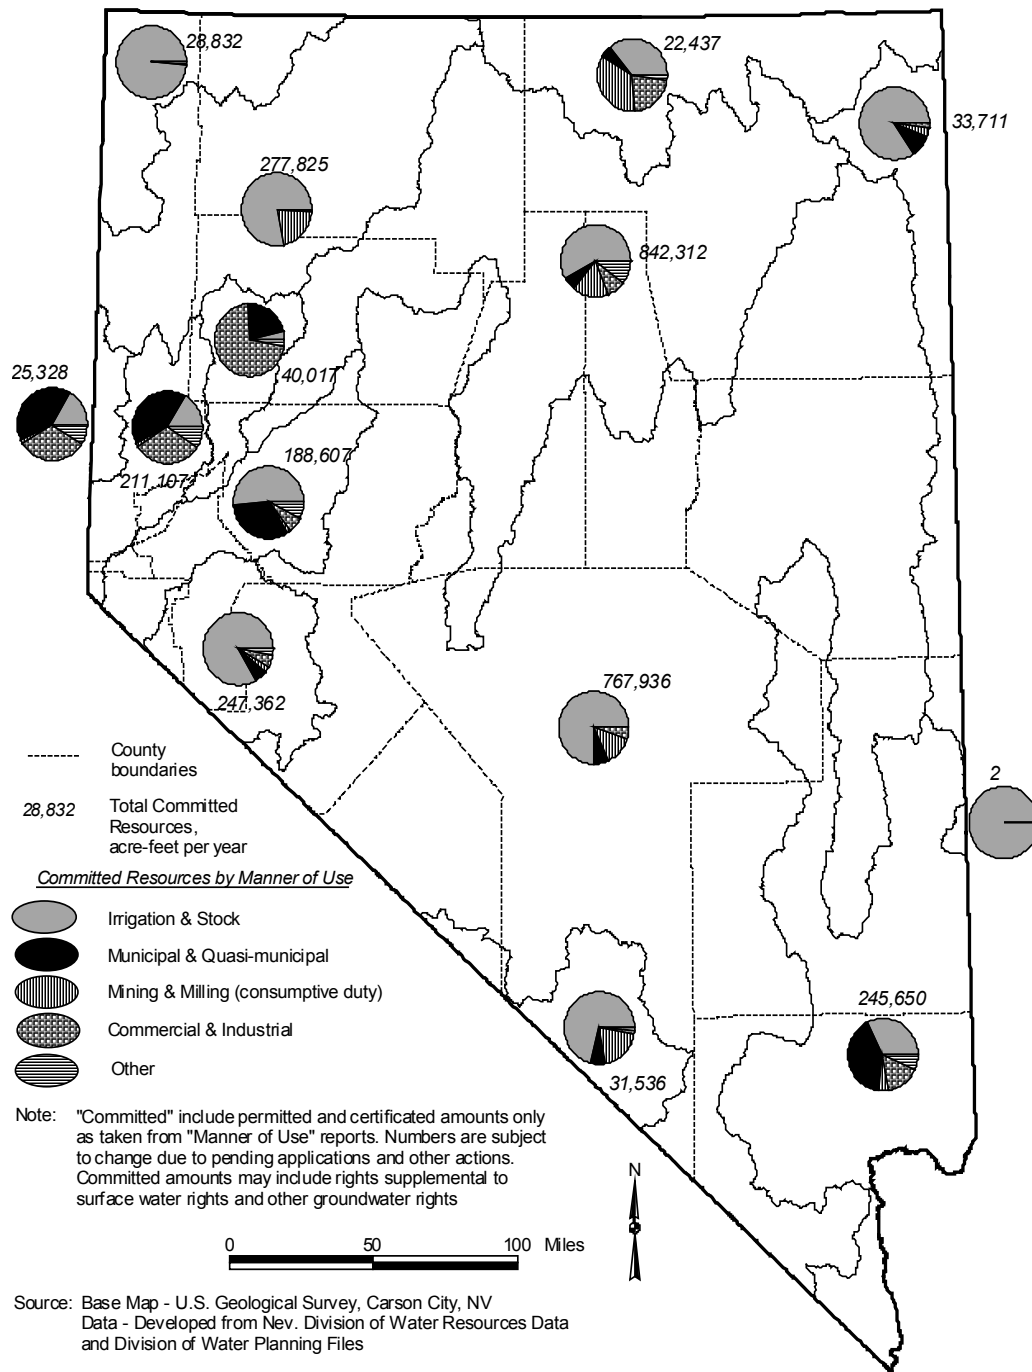 28,832
22,437
33,711
277,825
842,312
40,017
25,328
211,107
188,607
247,362
767,936
2
245,650
31,536
County
boundaries
28,832
Total Committed
Resources,
acre-feet per year
Committed Resources by Manner of Use
Irrigation & Stock
Municipal & Quasi-municipal
Mining & Milling (consumptive duty)
Commercial & Industrial
Other
Note: "Committed" include permitted and certificated amounts only
as taken from "Manner of Use" reports. Numbers are subject
to change due to pending applications and other actions.
Committed amounts may include rights supplemental to
surface water rights and other groundwater rights
N
0 50 100 Miles
Source: Base Map - U.S. Geological Survey, Carson City, NV
Data - Developed from Nev. Division of Water Resources Data
and Division of Water Planning Files